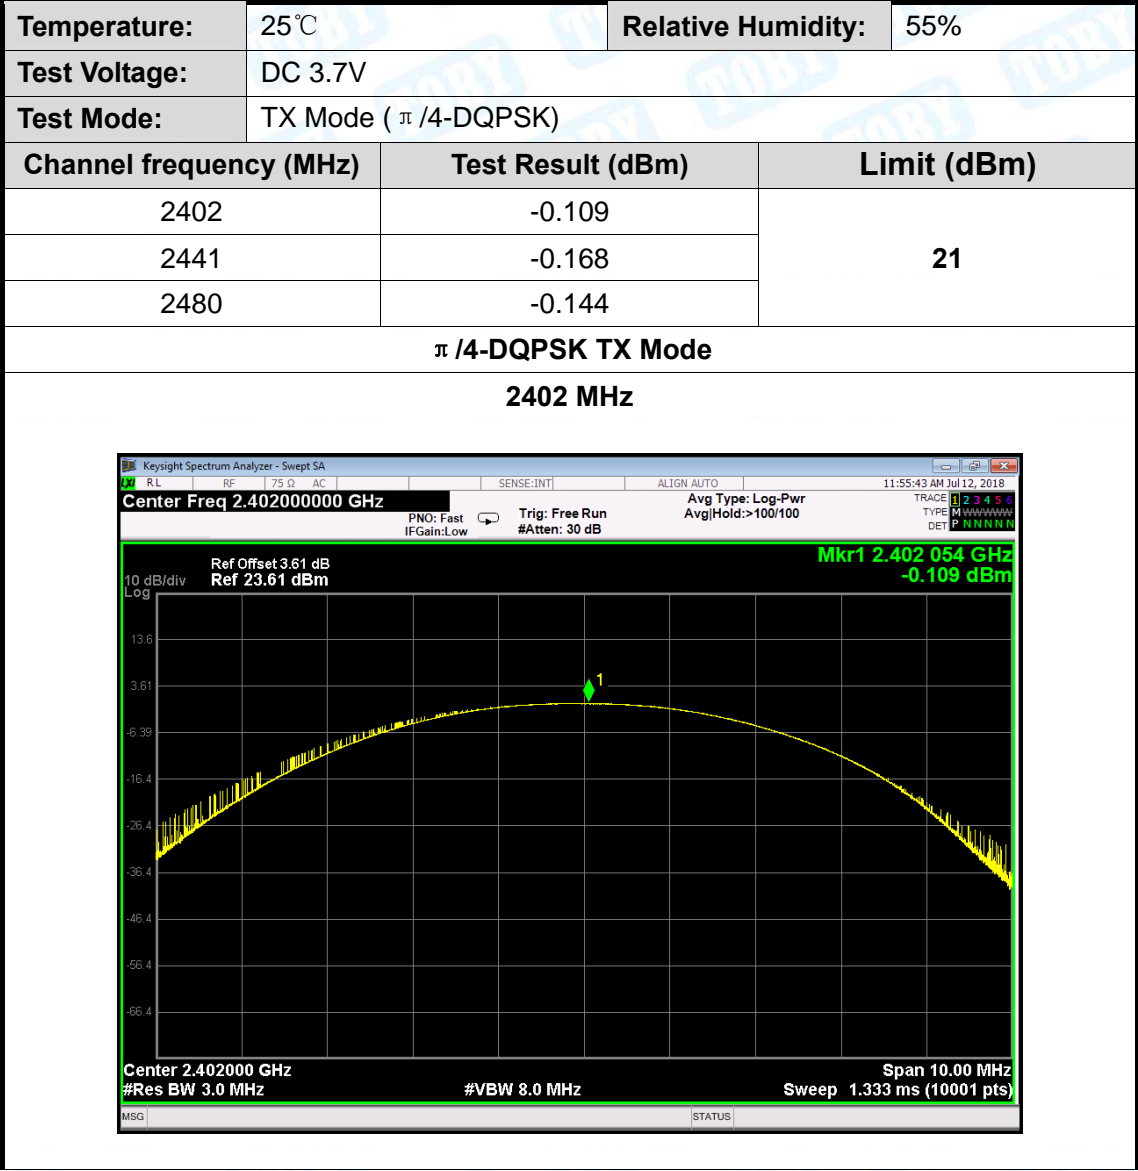 Temperature: 25℃ Relative Humidity: 55%
Test Voltage: DC 3.7V
Test Mode: TX Mode (π/4-DQPSK)
Channel frequency (MHz) Test Result (dBm) Limit (dBm)
2402 -0.109
2441 -0.168 21
2480 -0.144
π/4-DQPSK TX Mode
2402 MHz
Keysight Spectrum Analyzer - Swept SA
LXI RL RF 75 Ω AC SENSE:INT ALIGN AUTO 11:55:43 AM Jul 12, 2018
Center Freq 2.402000000 GHz Avg Type: Log-Pwr TRACE 1 2 3 4 5 6
PNO: Fast Trig: Free Run Avg|Hold:>100/100 TYPE M WWWWW
IFGain:Low #Atten: 30 dB DET P N N N N N
Mkr1 2.402 054 GHz
Ref Offset 3.61 dB
10 dB/div Ref 23.61 dBm -0.109 dBm
Log
13.6
1
3.61
-6.39
-16.4
-26.4
-36.4
-46.4
-56.4
-66.4
Center 2.402000 GHz Span 10.00 MHz
#Res BW 3.0 MHz #VBW 8.0 MHz Sweep 1.333 ms (10001 pts)
MSG STATUS
TOBY
TOBY
TOBY
TOBY